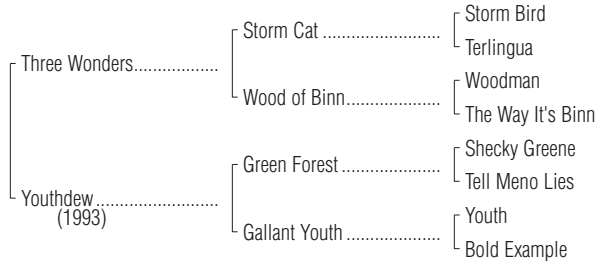 Storm Bird
Storm Cat ........................
Terlingua
Three Wonders.................
Woodman
Wood of Binn...................
The Way It's Binn
Shecky Greene
Green Forest ....................
Tell Meno Lies
Youthdew .........................
(1993)
Youth
Gallant Youth ...................
Bold Example